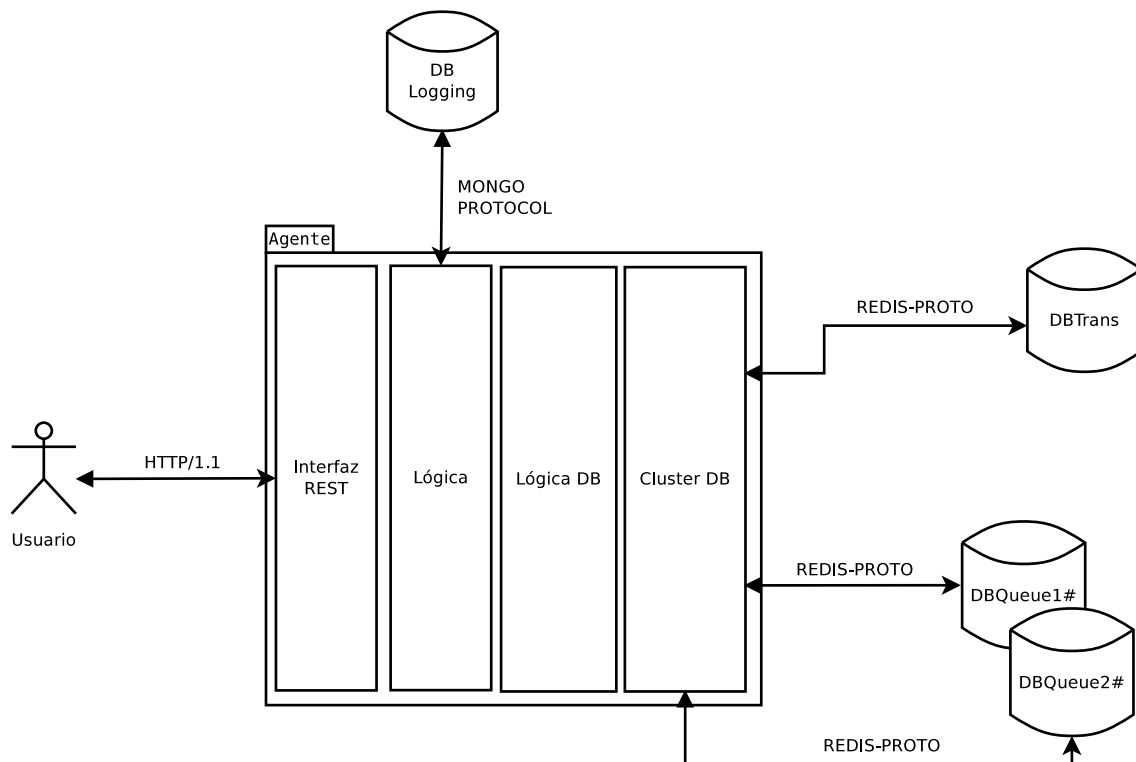 DB
Logging
MONGO
PROTOCOL
Agente
REDIS-PROTO
DBTrans
HTTP/1.1
Interfaz
REST
Lógica
Lógica DB
Cluster DB
Usuario
REDIS-PROTO
DBQueue1#
DBQueue2#
REDIS-PROTO